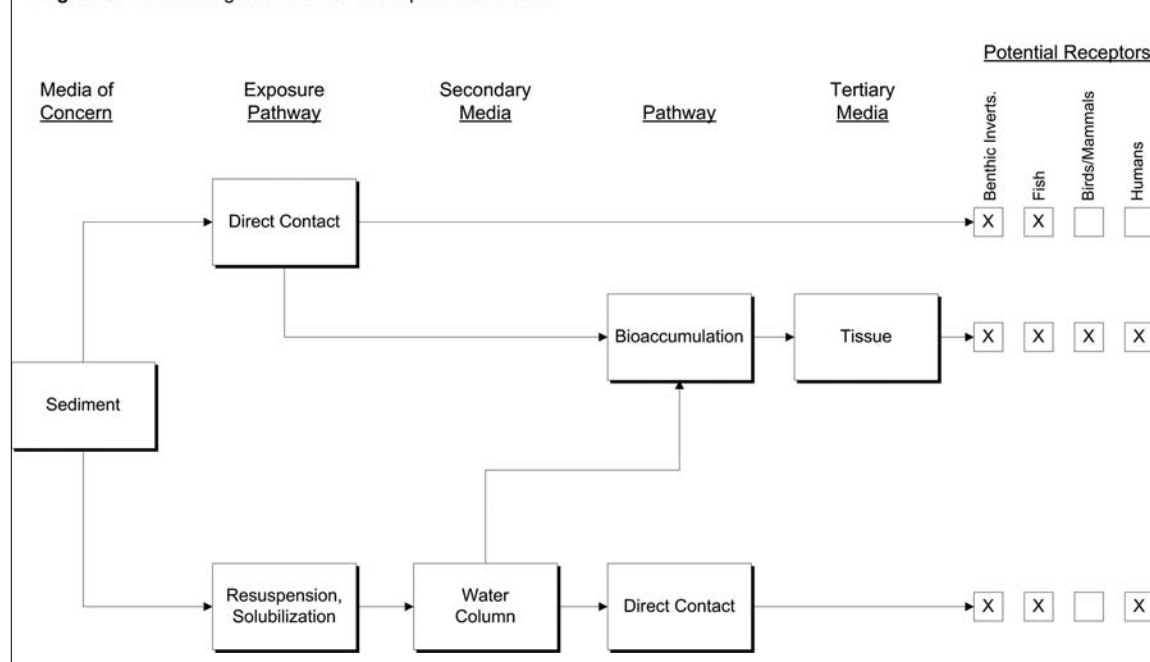 Potential Receptors
Media of
Concern
Exposure
Pathway
Secondary
Media
Pathway
Tertiary
Media
Benthic Inverts.
Fish
Birds/Mammals
Humans
Direct Contact
X X
Bioaccumulation
Tissue
X X X X
Sediment
Resuspension,
Solubilization
Water
Column
Direct Contact
X X X